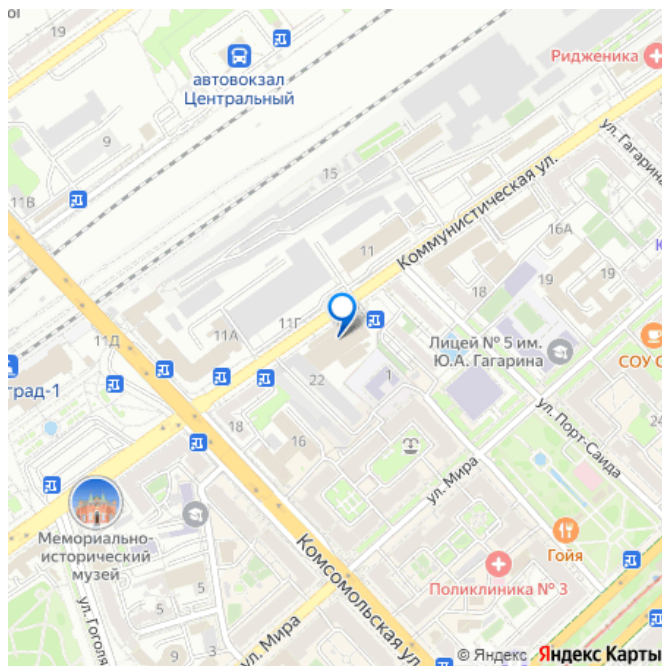 автовокзал
Центральный
Ридженика
ул. Гагарина
9
11В
15
Коммунистическая ул.
16А
11
18
19
19
11Г
11А
11Д
Лицей № 5 им.
Ю.А. Гагарина
град-1
22
1
18
16
ул. Порт-Саида
ул. Мира
Мемориально-
исторический
музей
Гойя
Поликлиника № 3
Комсомольская ул.
5
5
ул. Гоголя
ул. Мира
3
9
13
© Яндекс Яндекс Карты